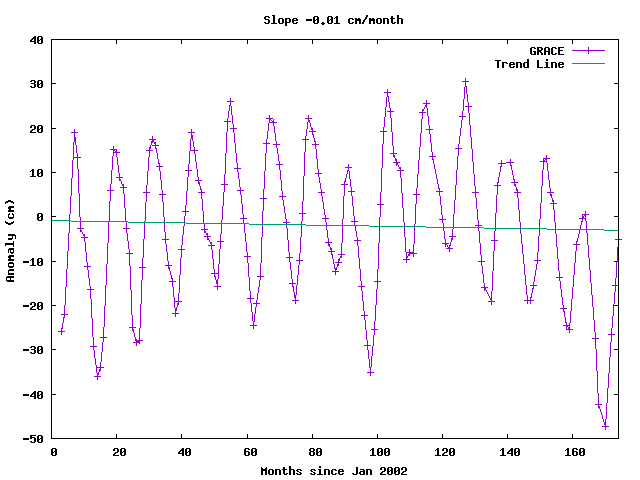 Slope -0.01 cm/month
GRACE
Trend Line
40
30
20
10
0
-10
-20
-30
-40
-50
Anomaly (cm)
0 20 40 60 80 100 120 140 160
Months since Jan 2002